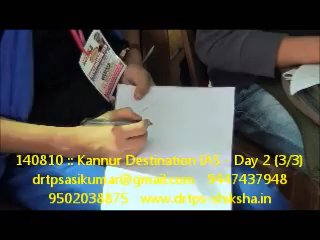 140810 :: Kannur Destination IAS - Day 2 (3/3)
drtpsasikumar@gmail.com 9447437948
9502038875 www.drtps-shiksha.in